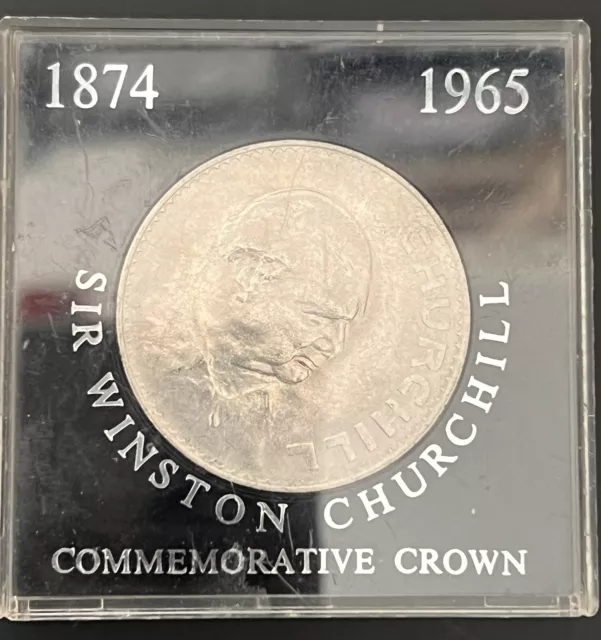 1874 1965
CHURCHILL
SIR WINSTON CHURCHILL
COMMEMORATIVE CROWN